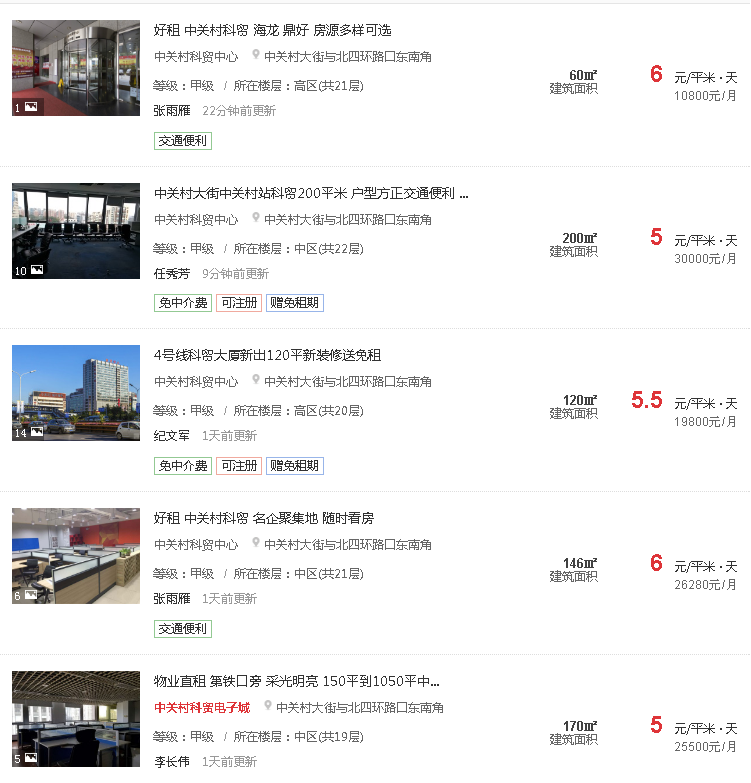 好租 中关村科贸 海龙 鼎好 房源多样可选
中关村科贸中心 中关村大街与北四环路口东南角
等级：甲级 / 所在楼层：高区(共21层)
张雨雁 22分钟前更新
交通便利
60m²
建筑面积
6 元/平米·天
10800元/月
1
中关村大街中关村站科贸200平米 户型方正交通便利 ...
中关村科贸中心 中关村大街与北四环路口东南角
等级：甲级 / 所在楼层：中区(共22层)
任秀芳 9分钟前更新
免中介费 可注册 赠免租期
200m²
建筑面积
5 元/平米·天
30000元/月
10
4号线科贸大厦新出120平新装修送免租
中关村科贸中心 中关村大街与北四环路口东南角
等级：甲级 / 所在楼层：高区(共20层)
纪文军 1天前更新
免中介费 可注册 赠免租期
120m²
建筑面积
5.5 元/平米·天
19800元/月
14
好租 中关村科贸 名企聚集地 随时看房
中关村科贸中心 中关村大街与北四环路口东南角
等级：甲级 / 所在楼层：中区(共21层)
张雨雁 1天前更新
交通便利
146m²
建筑面积
6 元/平米·天
26280元/月
6
物业直租 第铁口旁 采光明亮 150平到1050平中...
中关村科贸电子城 中关村大街与北四环路口东南角
等级：甲级 / 所在楼层：中区(共19层)
李长伟 1天前更新
170m²
建筑面积
5 元/平米·天
25500元/月
5